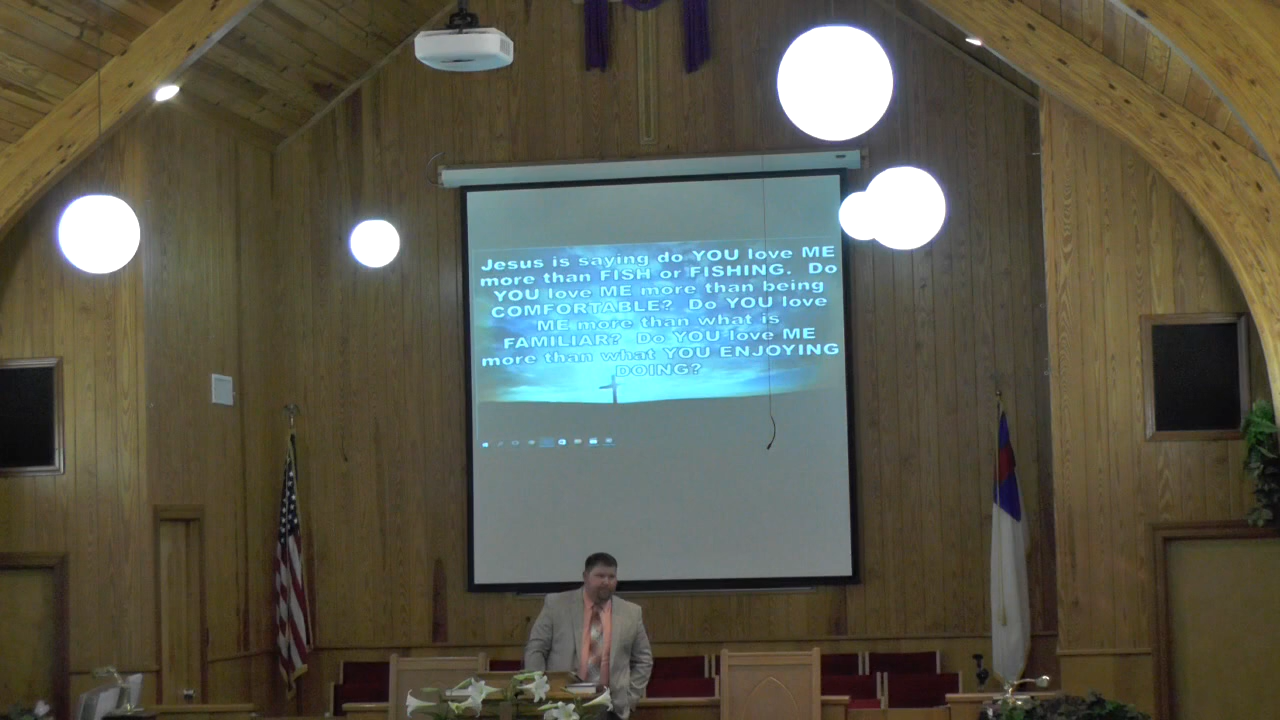 Jesus is saying do YOU love ME
more than FISH or FISHING. Do
YOU love ME more than being
COMFORTABLE? Do YOU love
ME more than what is
FAMILIAR? Do YOU love ME
more than what YOU ENJOYING
DOING?